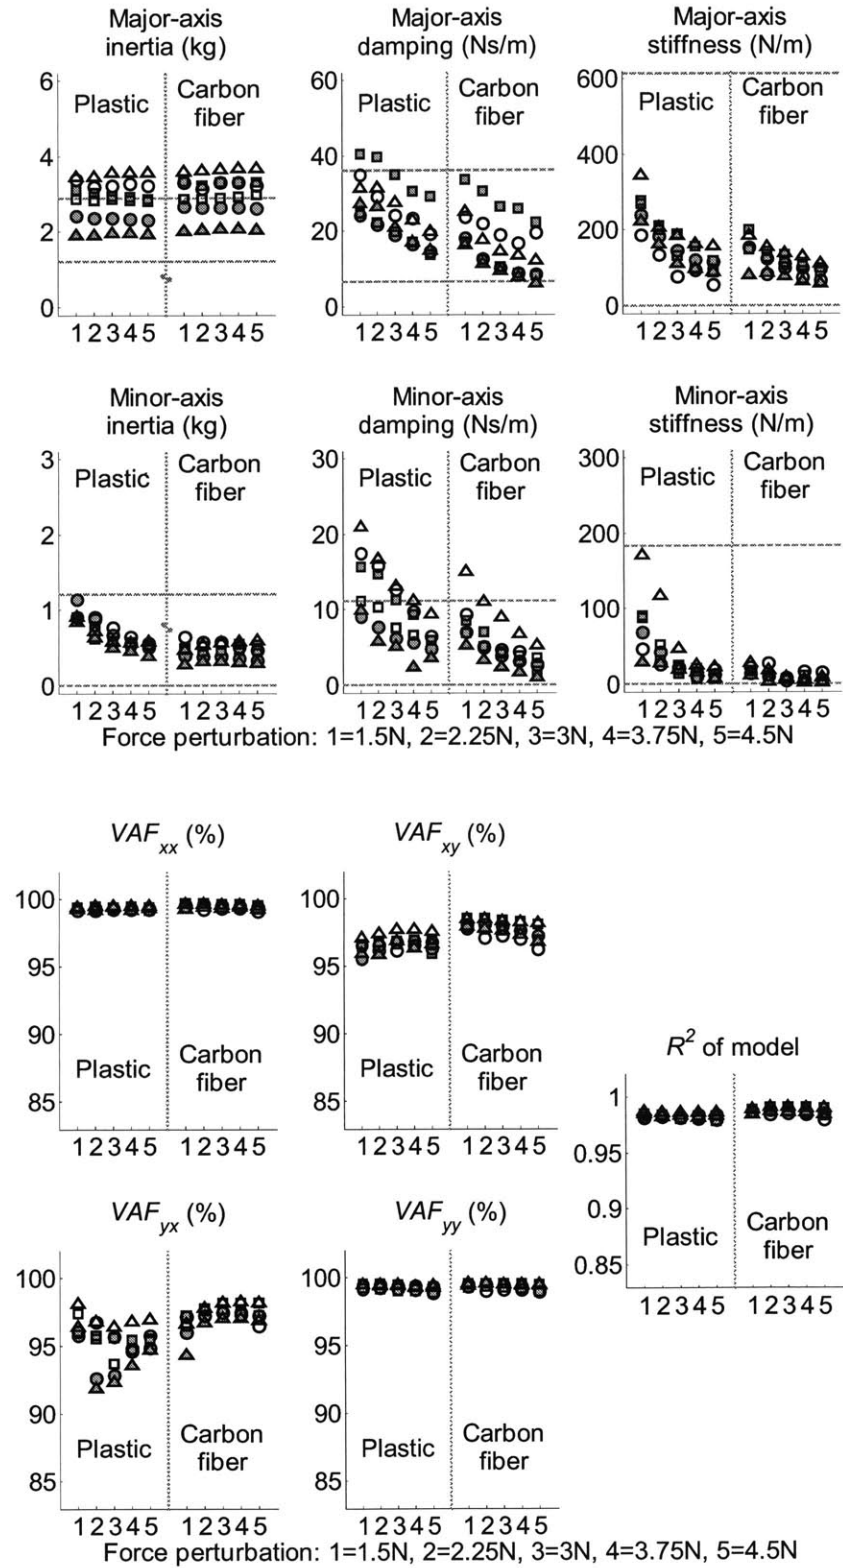 Major-axis
inertia (kg)
Major-axis
damping (Ns/m)
Major-axis
stiffness (N/m)
6
4
2
0
Plastic
Carbon
fiber
1 2 3 4 5
1 2 3 4 5
60
40
20
0
Plastic
Carbon
fiber
1 2 3 4 5
1 2 3 4 5
600
400
200
0
Plastic
Carbon
fiber
1 2 3 4 5
1 2 3 4 5
Minor-axis
inertia (kg)
Minor-axis
damping (Ns/m)
Minor-axis
stiffness (N/m)
3
2
1
0
Plastic
Carbon
fiber
1 2 3 4 5
1 2 3 4 5
30
20
10
0
Plastic
Carbon
fiber
1 2 3 4 5
1 2 3 4 5
300
200
100
0
Plastic
Carbon
fiber
1 2 3 4 5
1 2 3 4 5
Force perturbation: 1=1.5N, 2=2.25N, 3=3N, 4=3.75N, 5=4.5N
VAFxx (%)
100
95
90
85
Plastic
Carbon
fiber
1 2 3 4 5
1 2 3 4 5
VAFxy (%)
100
95
90
85
Plastic
Carbon
fiber
1 2 3 4 5
1 2 3 4 5
R² of model
1
0.95
0.9
0.85
Plastic
Carbon
fiber
1 2 3 4 5
1 2 3 4 5
VAFyx (%)
100
95
90
85
Plastic
Carbon
fiber
1 2 3 4 5
1 2 3 4 5
VAFyy (%)
100
95
90
85
Plastic
Carbon
fiber
1 2 3 4 5
1 2 3 4 5
Force perturbation: 1=1.5N, 2=2.25N, 3=3N, 4=3.75N, 5=4.5N